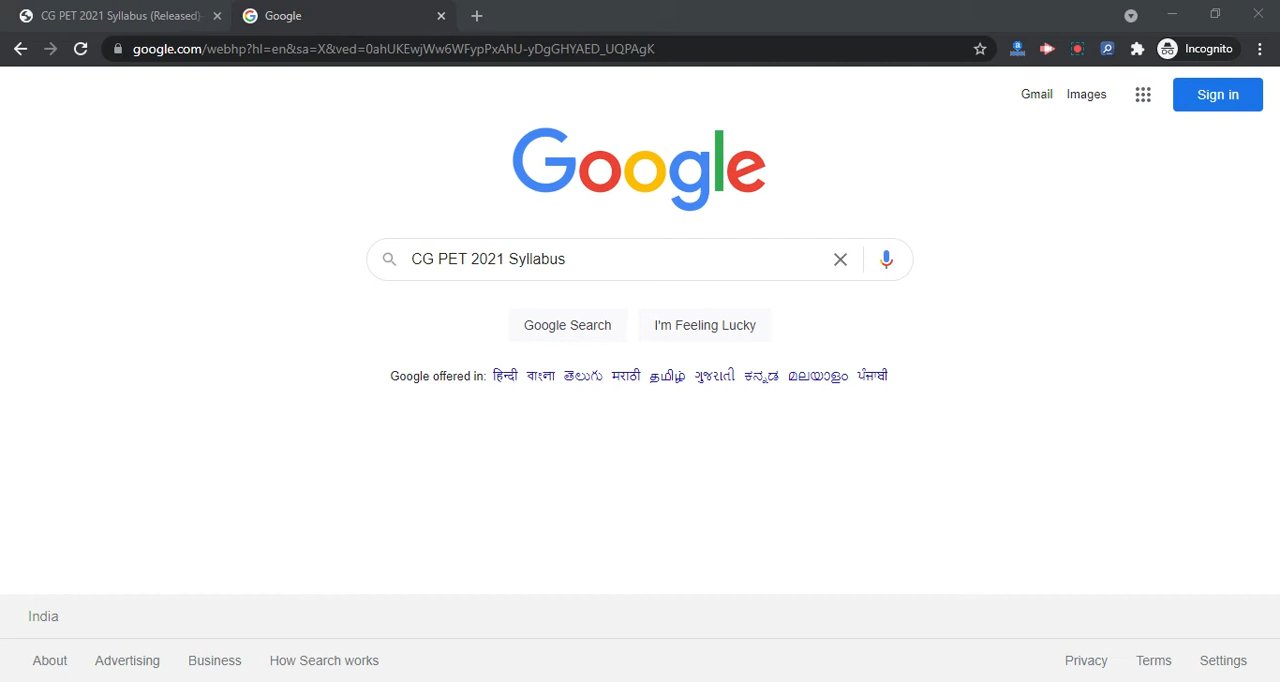 CG PET 2021 Syllabus (Released)-
Google
google.com/webhp?hl=en&sa=X&ved=0ahUKEwjWw6WFypPxAhU-yDgGHYAED_UQPAgK
Incognito
Gmail Images Sign in
Google
CG PET 2021 Syllabus
Google Search I'm Feeling Lucky
Google offered in: हिन्दी বাংলা తెలుగు मराठी தமிழ் ગુજરાતી ಕನ್ನಡ മലയാളം ਪੰਜਾਬੀ
India
About Advertising Business How Search works Privacy Terms Settings